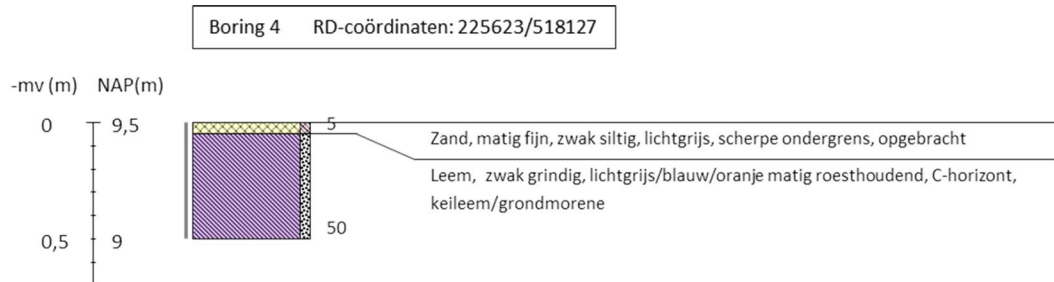 Boring 4 RD-coördinaten: 225623/518127
-mv (m) NAP(m)
0 9,5 5
Zand, matig fijn, zwak siltig, lichtgrijs, scherpe ondergrens, opgebracht
Leem, zwak grindig, lichtgrijs/blauw/oranje matig roesthoudend, C-horizont,
keileem/grondmorene
50
0,5 9